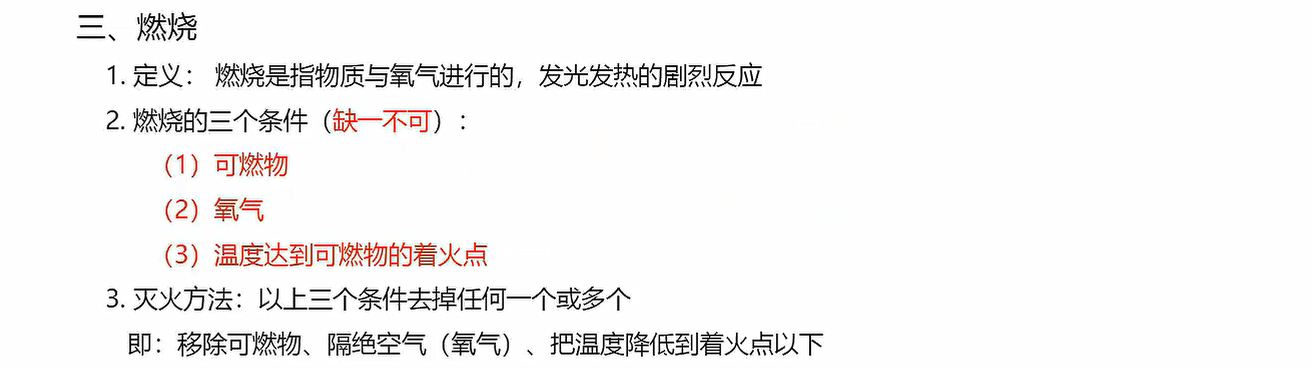 三、燃烧
1. 定义： 燃烧是指物质与氧气进行的，发光发热的剧烈反应
2. 燃烧的三个条件（缺一不可）：
（1）可燃物
（2）氧气
（3）温度达到可燃物的着火点
3. 灭火方法：以上三个条件去掉任何一个或多个
即：移除可燃物、隔绝空气（氧气）、把温度降低到着火点以下